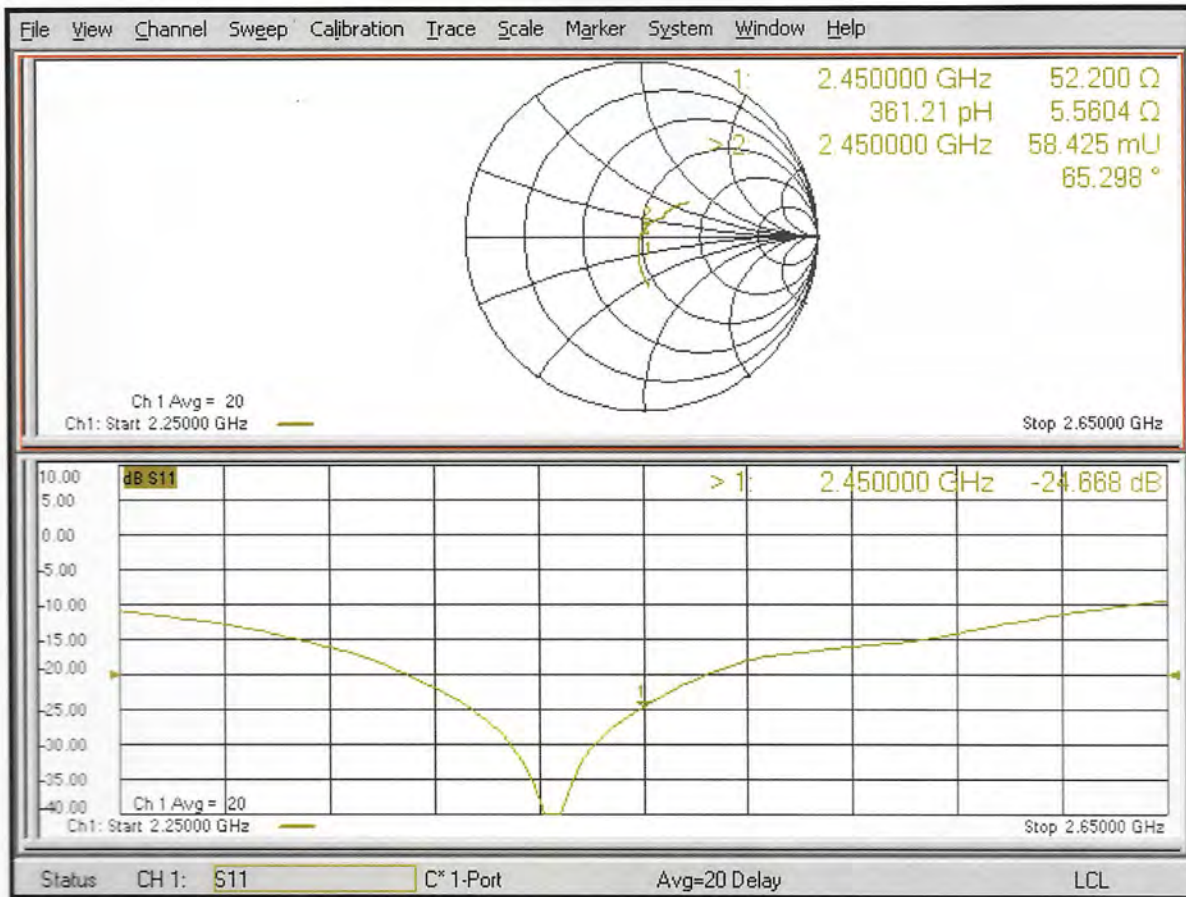 File View Channel Sweep Calibration Trace Scale Marker System Window Help
1: 2.450000 GHz 52.200 Ω
361.21 pH 5.5604 Ω
> 2: 2.450000 GHz 58.425 mU
65.298 °
Ch 1 Avg = 20
Ch1: Start 2.25000 GHz Stop 2.65000 GHz
10.00 dB S11 > 1: 2.450000 GHz -24.668 dB
5.00
0.00
-5.00
-10.00
-15.00
-20.00
1
-25.00
-30.00
-35.00
-40.00 Ch 1 Avg = 20
Ch1: Start 2.25000 GHz Stop 2.65000 GHz
Status CH 1: S11 C* 1-Port Avg=20 Delay LCL